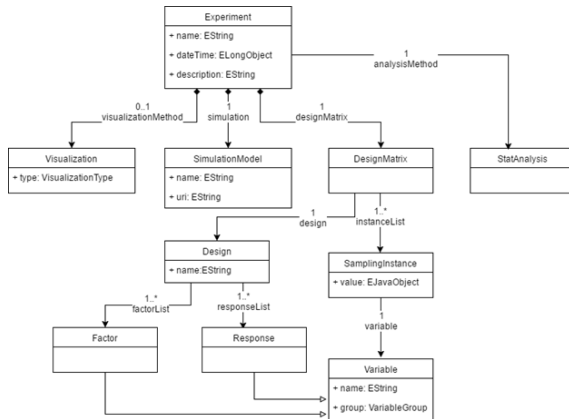 Experiment
+ name: EString
+ dateTime: ELongObject
+ description: EString
1
analysisMethod
0..1
visualizationMethod
1
simulation
1
designMatrix
Visualization
+ type: VisualizationType
SimulationModel
+ name: EString
+ uri: EString
DesignMatrix
StatAnalysis
1
design
1..*
instanceList
Design
+ name:EString
SamplingInstance
+ value: EJavaObject
1..*
factorList
1..*
responseList
1
variable
Factor
Response
Variable
+ name: EString
+ group: VariableGroup